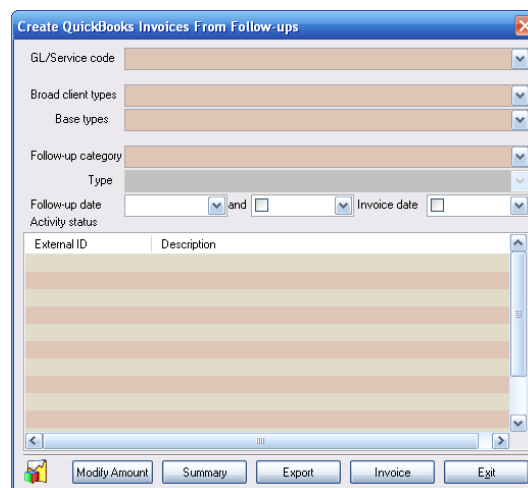 Create QuickBooks Invoices From Follow-ups
GL/Service code
Broad client types
Base types
Follow-up category
Type
Follow-up date and Invoice date
Activity status
External ID Description
Modify Amount Summary Export Invoice Exit